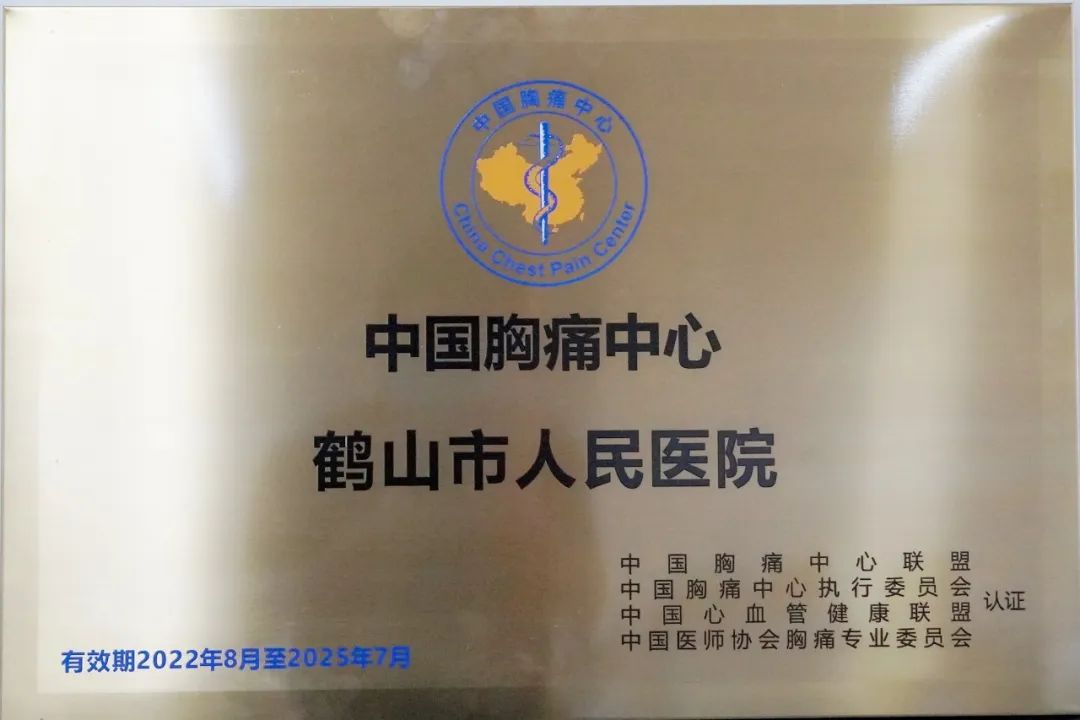 中国胸痛中心
China Chest Pain Center
中国胸痛中心
鹤山市人民医院
中国胸痛中心联盟
中国胸痛中心执行委员会
中国心血管健康联盟
中国医师协会胸痛专业委员会
认证
有效期2022年8月至2025年7月